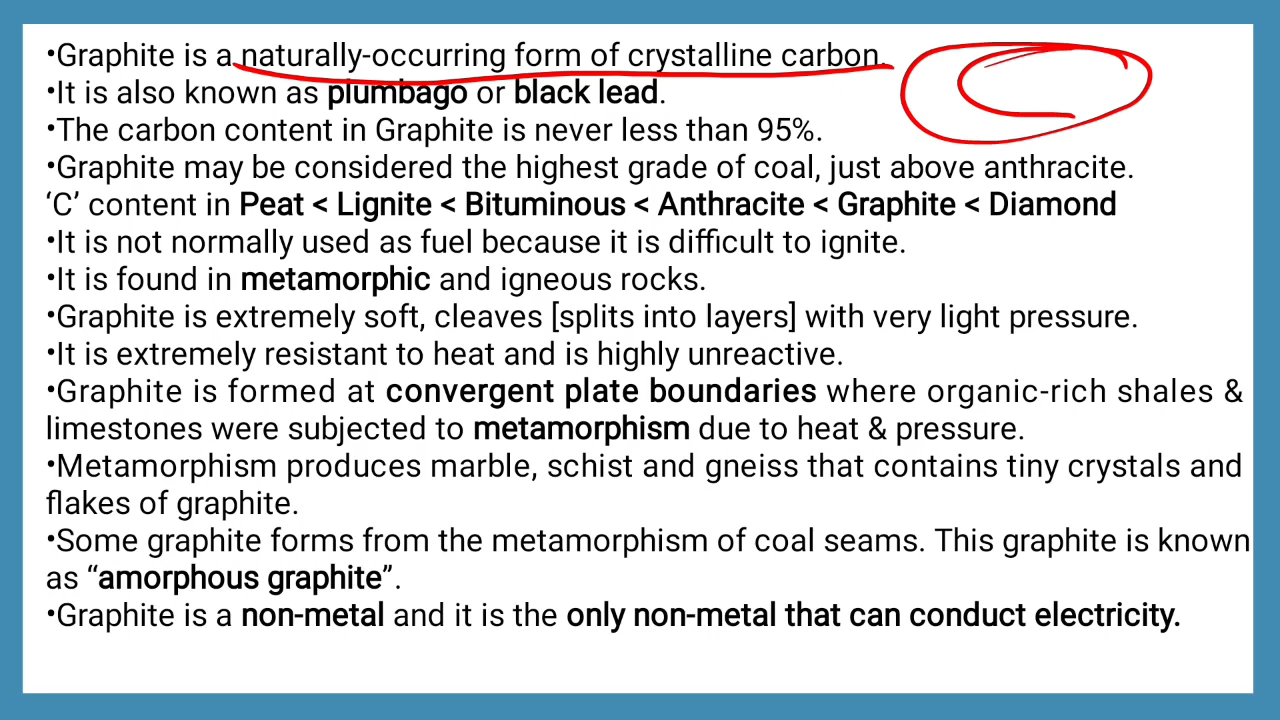 •Graphite is a naturally-occurring form of crystalline carbon.
•It is also known as plumbago or black lead.
•The carbon content in Graphite is never less than 95%.
•Graphite may be considered the highest grade of coal, just above anthracite.
‘C’ content in Peat < Lignite < Bituminous < Anthracite < Graphite < Diamond
•It is not normally used as fuel because it is difficult to ignite.
•It is found in metamorphic and igneous rocks.
•Graphite is extremely soft, cleaves [splits into layers] with very light pressure.
•It is extremely resistant to heat and is highly unreactive.
•Graphite is formed at convergent plate boundaries where organic-rich shales &
limestones were subjected to metamorphism due to heat & pressure.
•Metamorphism produces marble, schist and gneiss that contains tiny crystals and
flakes of graphite.
•Some graphite forms from the metamorphism of coal seams. This graphite is known
as “amorphous graphite”.
•Graphite is a non-metal and it is the only non-metal that can conduct electricity.